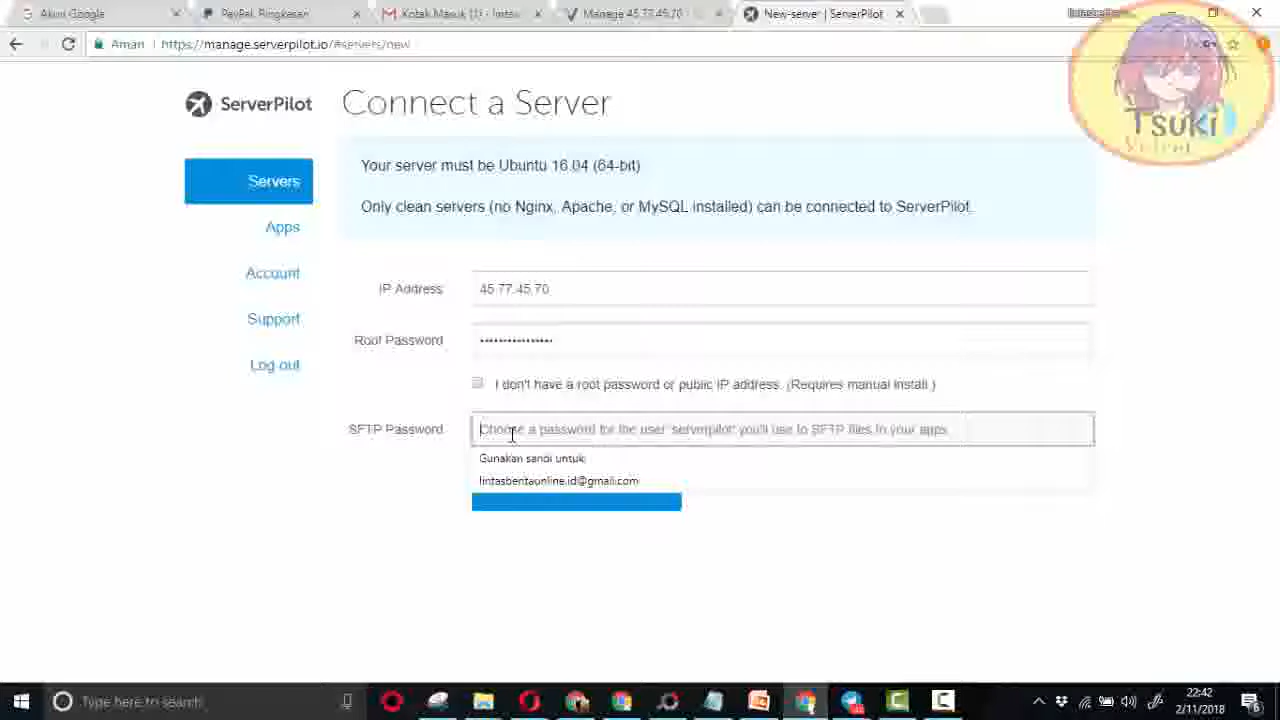 Akun Google
PayPal Ringkasan
Kotak Masuk (1) - lintas
Manage 45.77.45.70
New-server | ServerPilot
Aman
https://manage.serverpilot.io/#servers/new
ServerPilot
Connect a Server
Tsuki
Your server must be Ubuntu 16.04 (64-bit)
Servers
Only clean servers (no Nginx, Apache, or MySQL installed) can be connected to ServerPilot.
Apps
Account
IP Address
45.77.45.70
Support
Root Password
Log out
I don't have a root password or public IP address. (Requires manual install.)
SFTP Password
Choose a password for the user 'serverpilot' you'll use to SFTP files to your apps.
Gunakan sandi untuk:
lintasberitaonline.id@gmail.com
Type here to search
22:42
2/11/2018